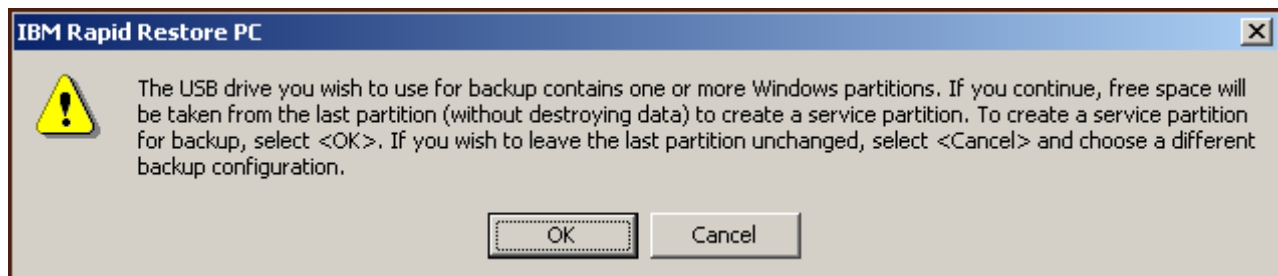 IBM Rapid Restore PC
The USB drive you wish to use for backup contains one or more Windows partitions. If you continue, free space will
be taken from the last partition (without destroying data) to create a service partition. To create a service partition
for backup, select <OK>. If you wish to leave the last partition unchanged, select <Cancel> and choose a different
backup configuration.
OK Cancel